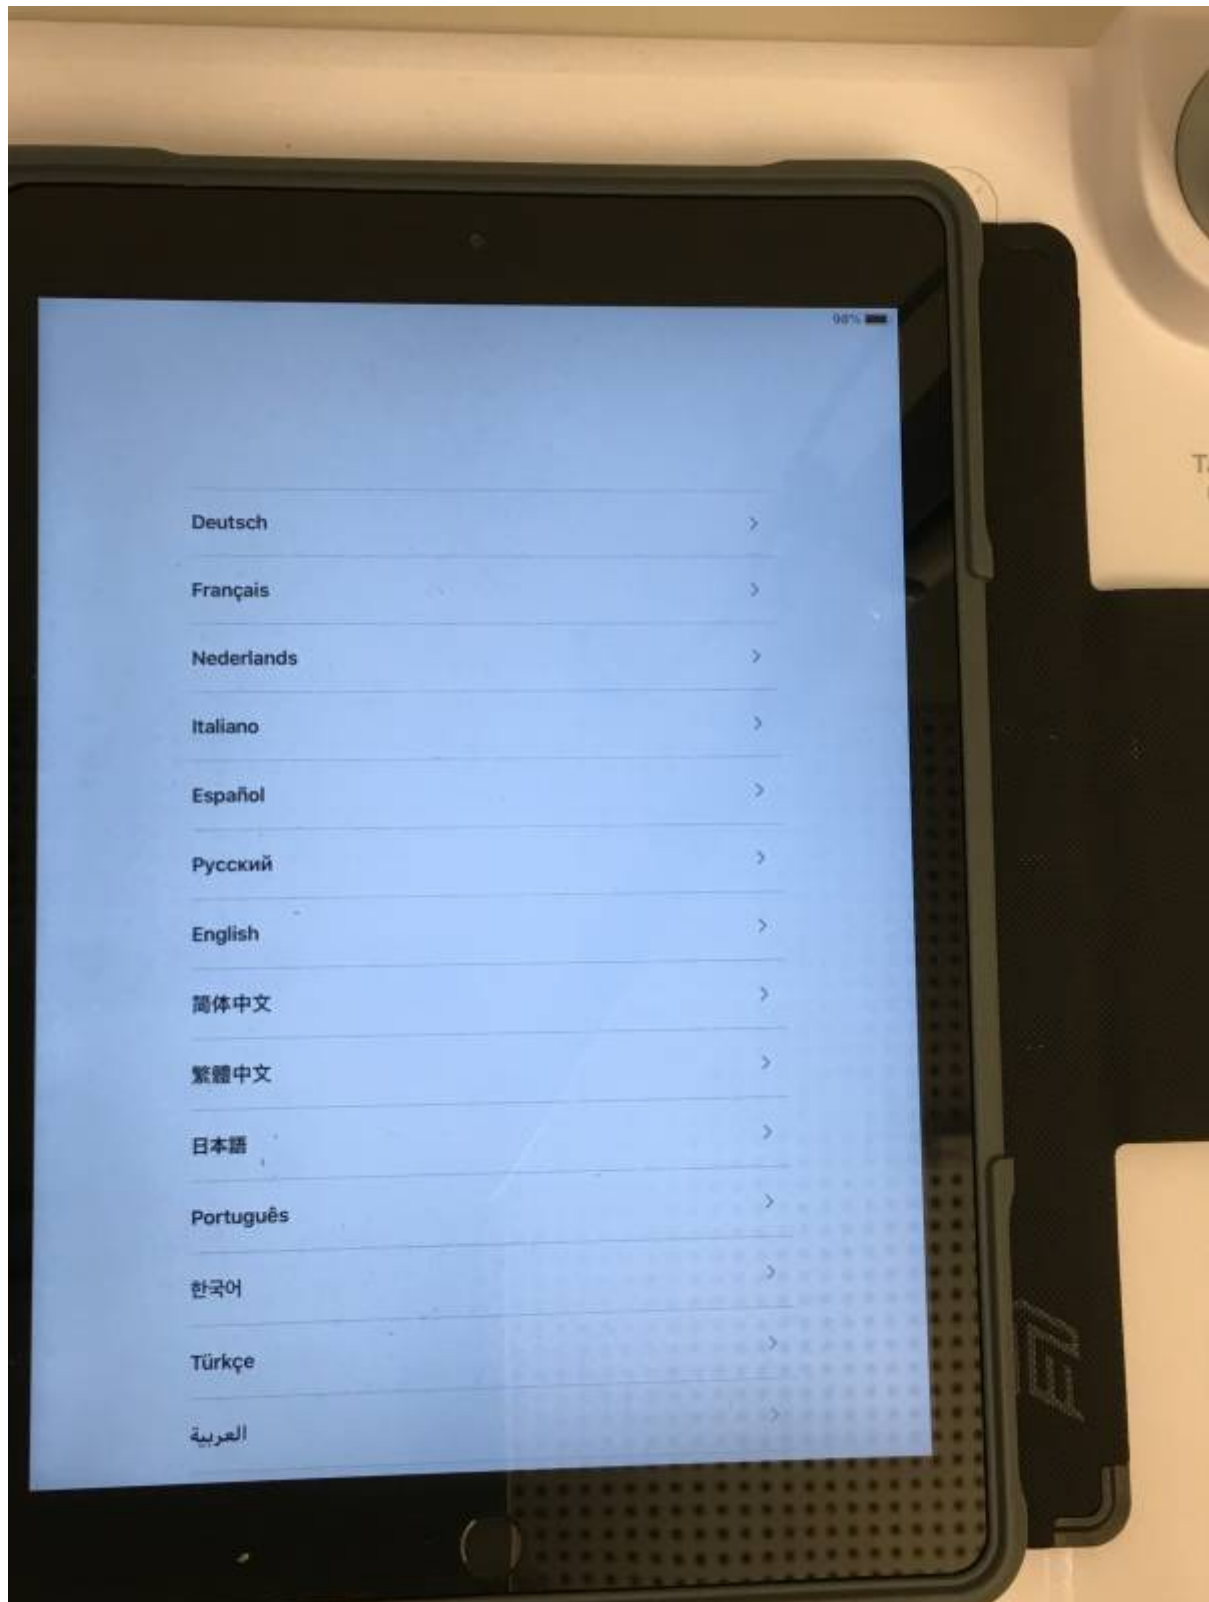 98%
Deutsch
Français
Nederlands
Italiano
Español
Русский
English
简体中文
繁體中文
日本語
Português
한국어
Türkçe
العربية